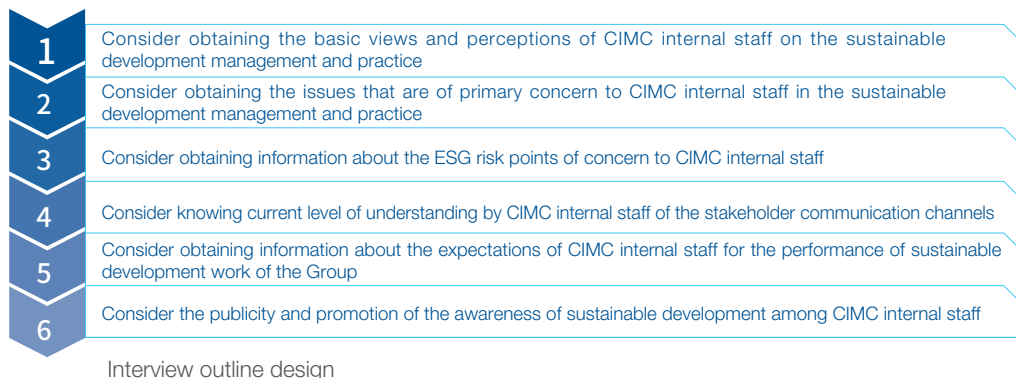 1
Consider obtaining the basic views and perceptions of CIMC internal staff on the sustainable
development management and practice
2
Consider obtaining the issues that are of primary concern to CIMC internal staff in the sustainable
development management and practice
3
Consider obtaining information about the ESG risk points of concern to CIMC internal staff
4
Consider knowing current level of understanding by CIMC internal staff of the stakeholder communication channels
5
Consider obtaining information about the expectations of CIMC internal staff for the performance of sustainable
development work of the Group
6
Consider the publicity and promotion of the awareness of sustainable development among CIMC internal staff
Interview outline design